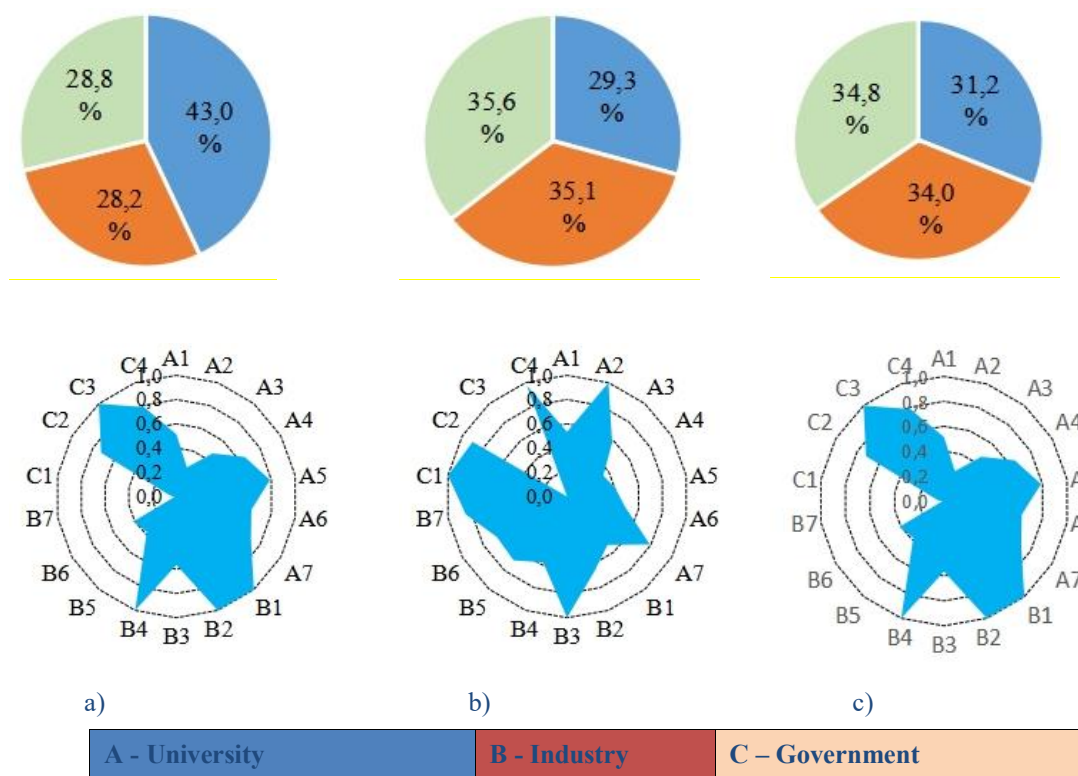 28,8
%
43,0
%
28,2
%
35,6
%
29,3
%
35,1
%
34,8
%
31,2
%
34,0
%
A1
A2
A3
A4
A5
A6
A7
B1
B2
B3
B4
B5
B6
B7
C1
C2
C3
C4
1,0
0,8
0,6
0,4
0,2
0,0
A1
A2
A3
A4
A5
A6
A7
B1
B2
B3
B4
B5
B6
B7
C1
C2
C3
C4
1,0
0,8
0,6
0,4
0,2
0,0
A1
A2
A3
A4
A
A
A7
B1
B2
B3
B4
B5
B6
B7
C1
C2
C3
C4
1,0
0,8
0,6
0,4
0,2
0,0
a) b) c)
A - University B - Industry C – Government